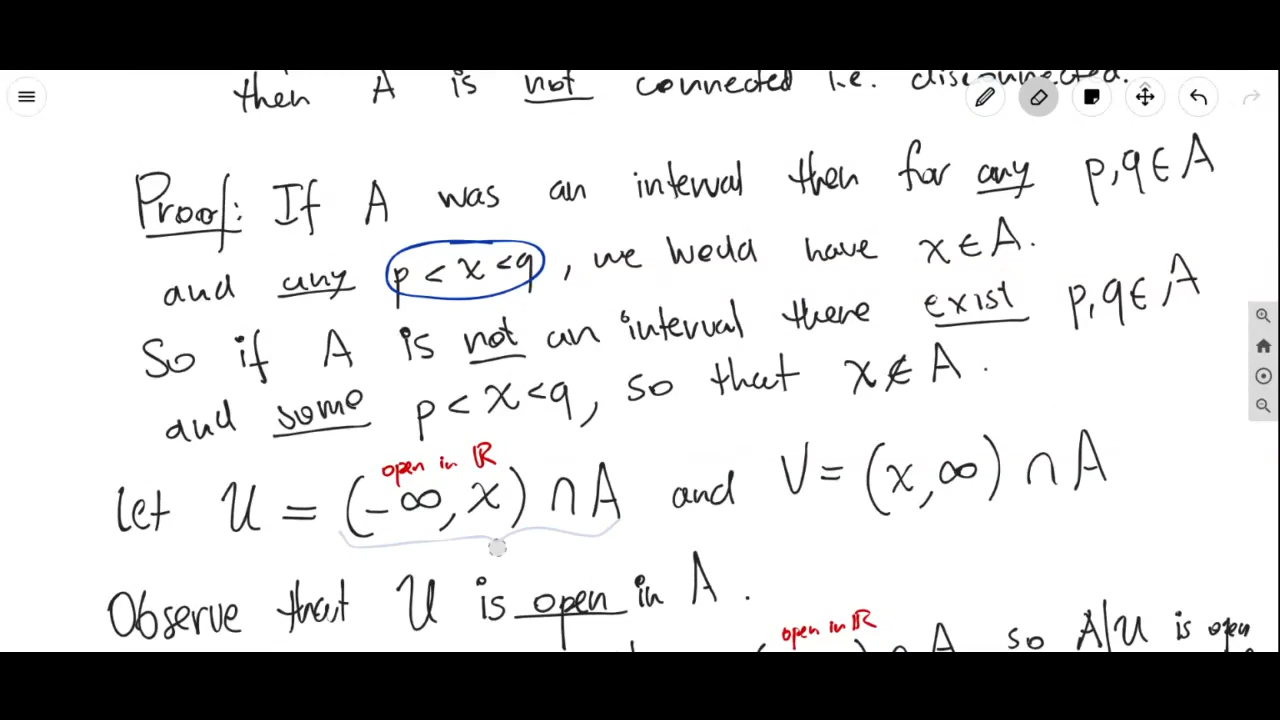 then A is not connected i.e. disconnected.
Proof: If A was an interval then for any p,q∈A
and any p < x < q, we would have x∈A.
So if A is not an interval there exist p,q∈A
and some p < x < q, so that x∉A.
open in ℝ
Let U = (-∞, x) ∩ A and V = (x, ∞) ∩ A
Observe that U is open in A.
open in ℝ
∩ A so A\U is open